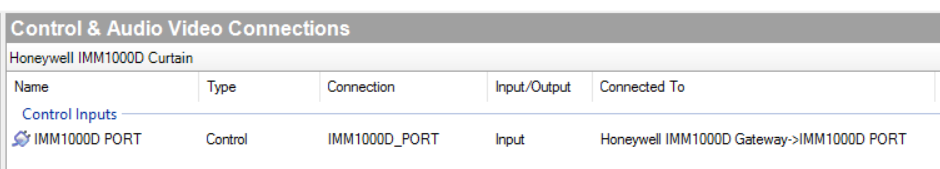 Control & Audio Video Connections
Honeywell IMM1000D Curtain
Name Type Connection Input/Output Connected To
Control Inputs
IMM1000D PORT Control IMM1000D_PORT Input Honeywell IMM1000D Gateway->IMM1000D PORT